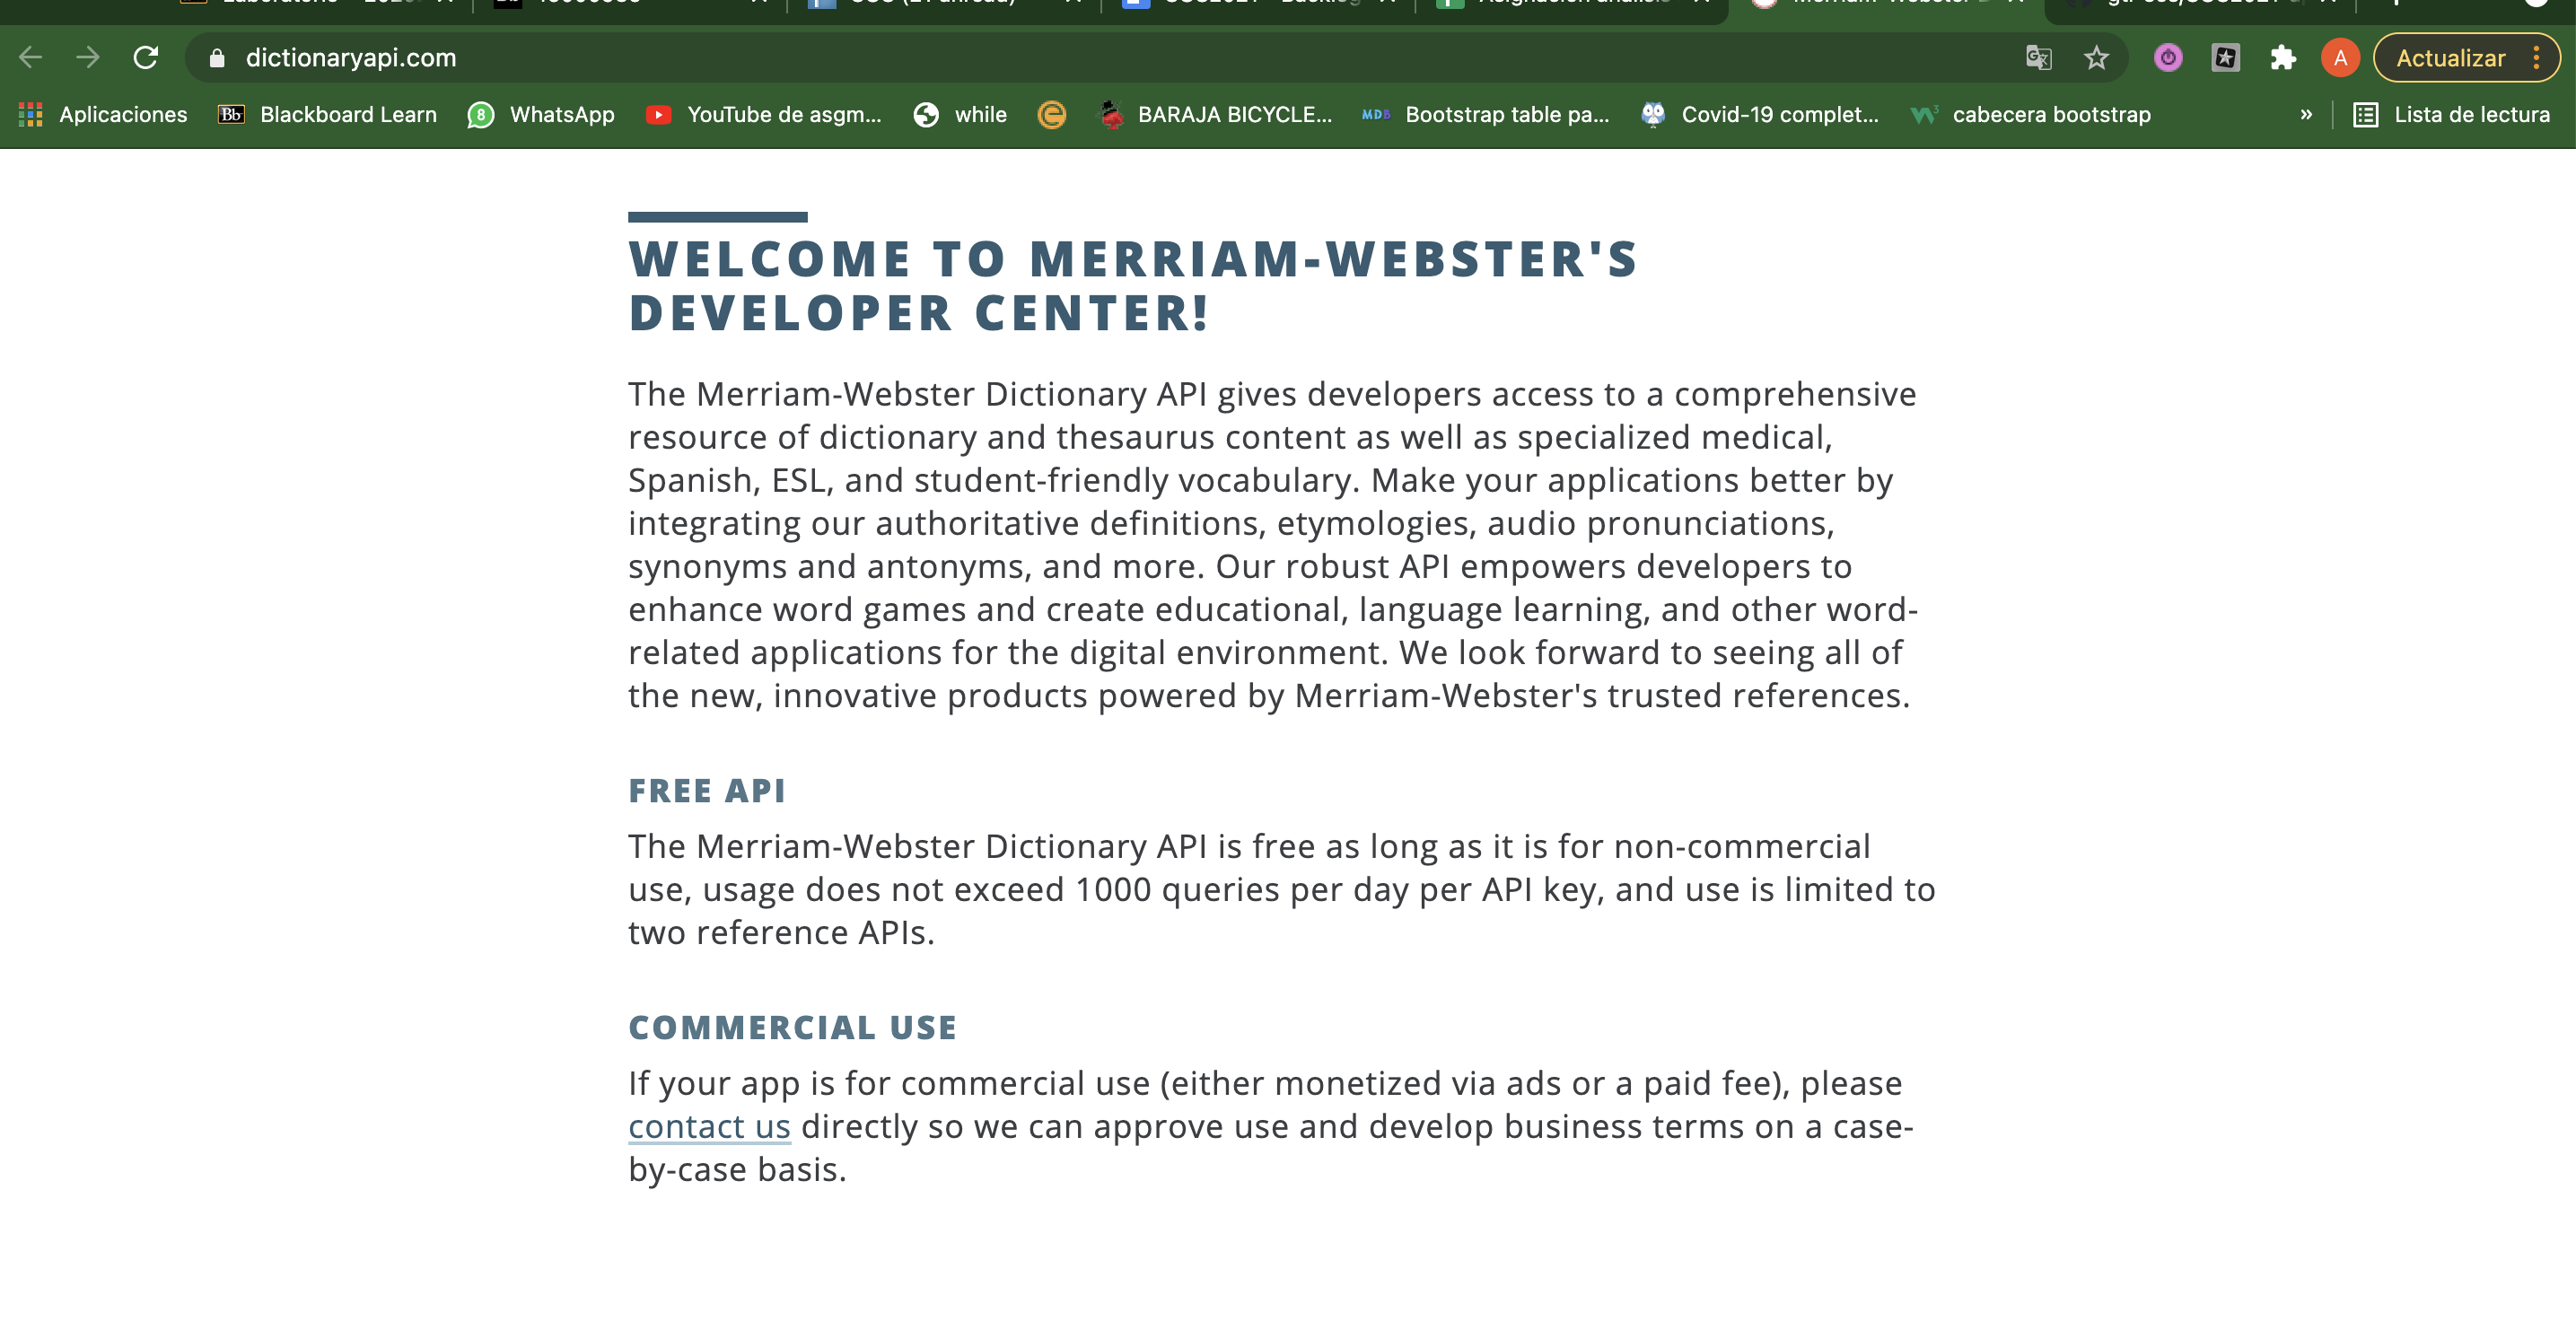 dictionaryapi.com
Actualizar
A
Aplicaciones
Bb
Blackboard Learn
8
WhatsApp
YouTube de asgm...
while
BARAJA BICYCLE...
MDB
Bootstrap table pa...
Covid-19 complet...
cabecera bootstrap
»
Lista de lectura
WELCOME TO MERRIAM-WEBSTER'S
DEVELOPER CENTER!
The Merriam-Webster Dictionary API gives developers access to a comprehensive
resource of dictionary and thesaurus content as well as specialized medical,
Spanish, ESL, and student-friendly vocabulary. Make your applications better by
integrating our authoritative definitions, etymologies, audio pronunciations,
synonyms and antonyms, and more. Our robust API empowers developers to
enhance word games and create educational, language learning, and other word-
related applications for the digital environment. We look forward to seeing all of
the new, innovative products powered by Merriam-Webster's trusted references.
FREE API
The Merriam-Webster Dictionary API is free as long as it is for non-commercial
use, usage does not exceed 1000 queries per day per API key, and use is limited to
two reference APIs.
COMMERCIAL USE
If your app is for commercial use (either monetized via ads or a paid fee), please
contact us directly so we can approve use and develop business terms on a case-
by-case basis.